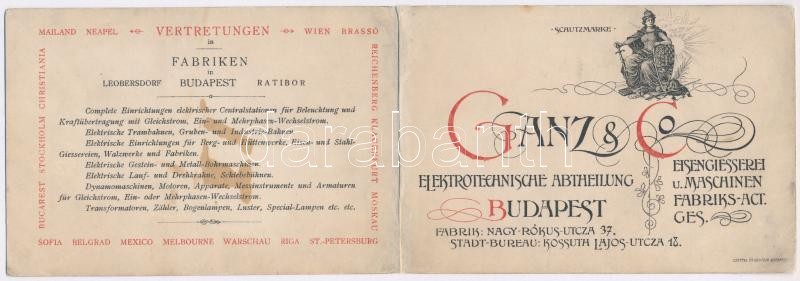 MAILAND NEAPEL VERTRETUNGEN WIEN BRASSÓ
in
FABRIKEN
in
LEOBERSDORF BUDAPEST RATIBOR
Complete Einrichtungen elektrischer Centralstationen für Beleuchtung und
Kraftübertragung mit Gleichstrom, Ein- und Mehrphasen-Wechselstrom.
Elektrische Trambahnen, Gruben- und Industrie-Bahnen.
Elektrische Einrichtungen für Berg- und Hüttenwerke, Eisen- und Stahl-
Giessereien, Walzwerke und Fabriken.
Elektrische Gestein- und Metall-Bohrmaschinen.
Elektrische Lauf- und Drehkrahne, Schiebebühnen.
Dynamomaschinen, Motoren, Apparate, Messinstrumente und Armaturen
für Gleichstrom, Ein- oder Mehrphasen-Wechselstrom.
Transformatoren, Zähler, Bogenlampen, Luster, Special-Lampen etc. etc.
BUCAREST STOCKHOLM CHRISTIANIA
REICHENBERG KLAGENFURT MOSKAU
SOFIA BELGRAD MEXICO MELBOURNE WARSCHAU RIGA ST.-PETERSBURG
·SCHUTZMARKE·
GANZ & Co
EISENGIESSEREI
u. MASCHINEN
FABRIKS-ACT.
GES.
ELEKTROTECHNISCHE ABTHEILUNG
BUDAPEST
FABRIK: NAGY-RÓKUS-UTCZA 37.
STADT-BUREAU: KOSSUTH LAJOS-UTCZA 18.
darabanth